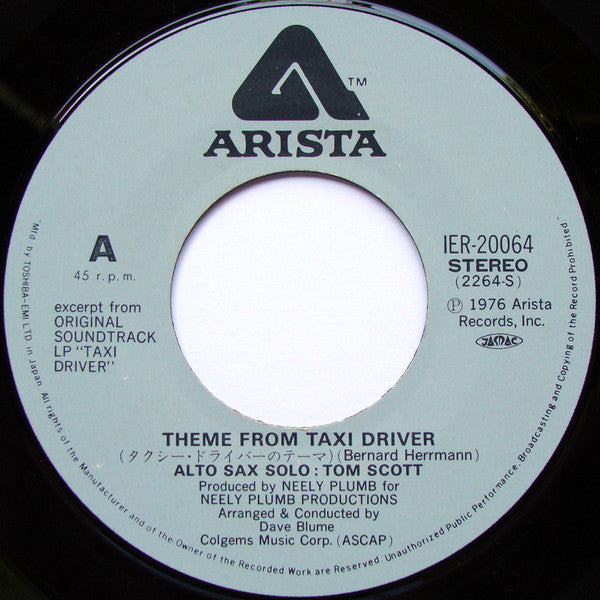 TM
ARISTA
A
45 r.p.m.
excerpt from
ORIGINAL
SOUNDTRACK
LP "TAXI
DRIVER"
IER-20064
STEREO
(2264-S)
Ⓟ 1976 Arista
Records, Inc.
JASRAC
THEME FROM TAXI DRIVER
(タクシー・ドライバーのテーマ) (Bernard Herrmann)
ALTO SAX SOLO : TOM SCOTT
Produced by NEELY PLUMB for
NEELY PLUMB PRODUCTIONS
Arranged & Conducted by
Dave Blume
Colgems Music Corp. (ASCAP)
Mfd by TOSHIBA-EMI LTD. in Japan. All rights of the Manufacturer and of the Owner of the Recorded Work are Reserved. Unauthorized Public Performance, Broadcasting and Copying of the Record Prohibited.